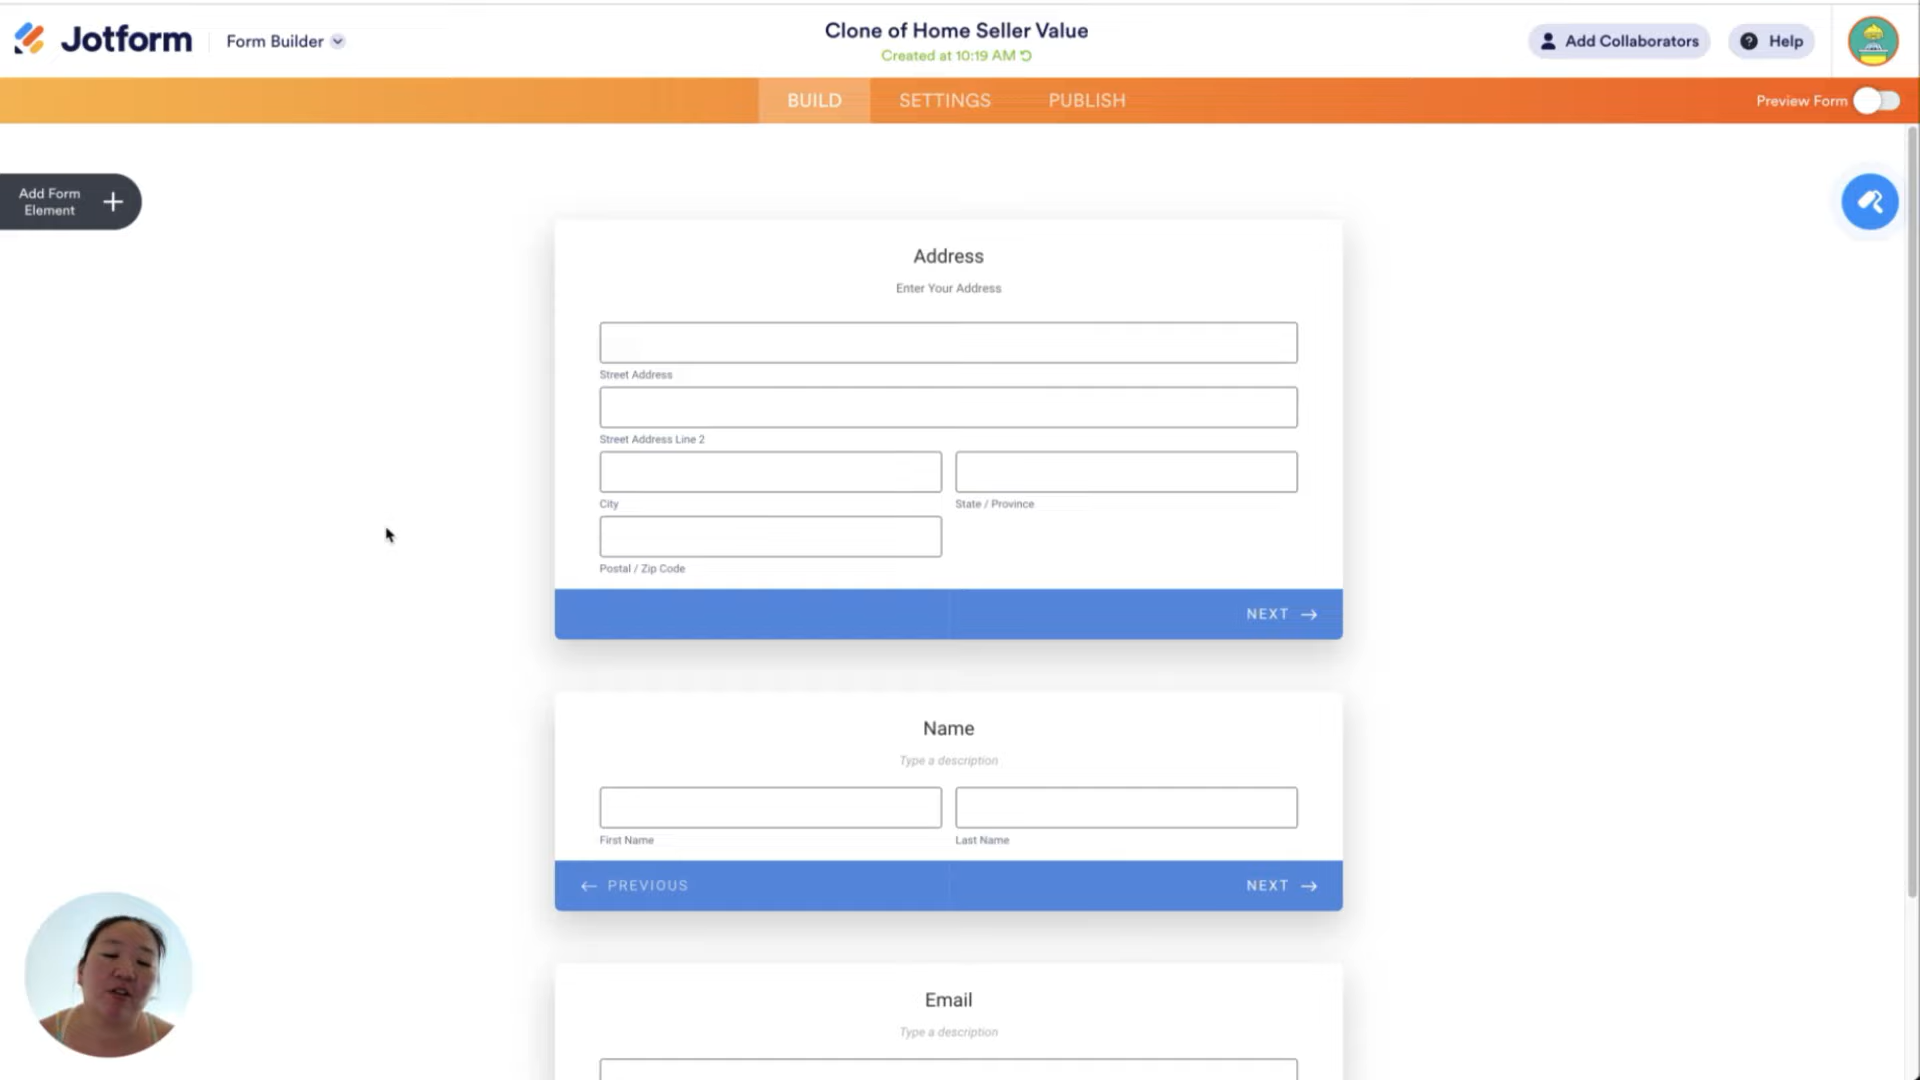 Jotform
Form Builder
Clone of Home Seller Value
Created at 10:19 AM
Add Collaborators
Help
BUILD
SETTINGS
PUBLISH
Preview Form
Add Form
Element
Address
Enter Your Address
Street Address
Street Address Line 2
City
State / Province
Postal / Zip Code
NEXT
Name
Type a description
First Name
Last Name
PREVIOUS
NEXT
Email
Type a description